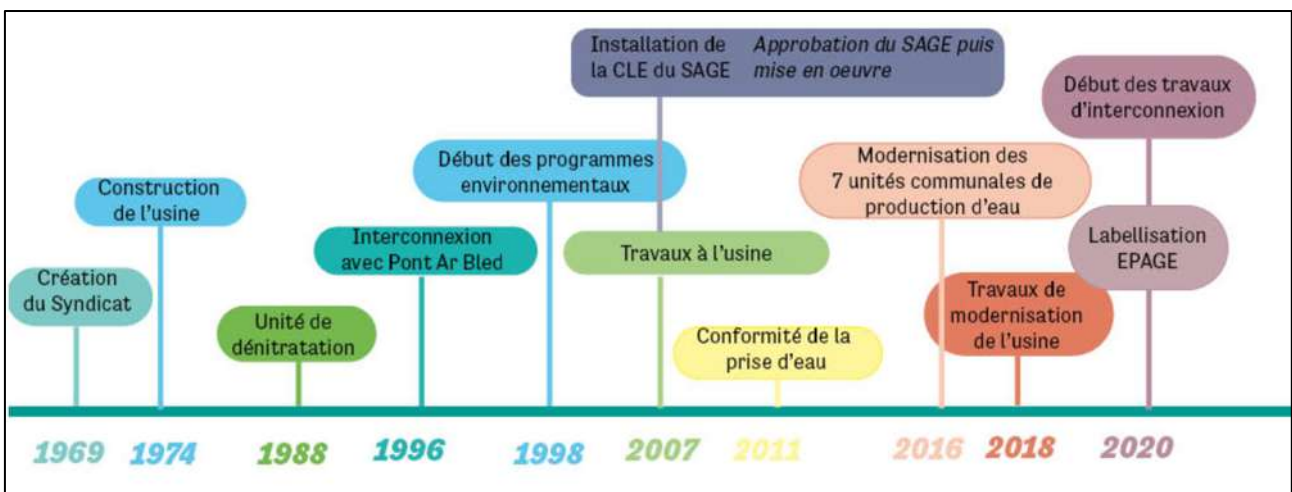 Installation de
la CLE du SAGE
Approbation du SAGE puis
mise en oeuvre
Début des travaux
d'interconnexion
Début des programmes
environnementaux
Modernisation des
7 unités communales de
production d'eau
Construction
de l'usine
Interconnexion
avec Pont Ar Bled
Travaux à l'usine
Labellisation
EPAGE
Création
du Syndicat
Unité de
dénitratation
Conformité de la
prise d'eau
Travaux de
modernisation
de l'usine
1969 1974 1988 1996 1998 2007 2011 2016 2018 2020